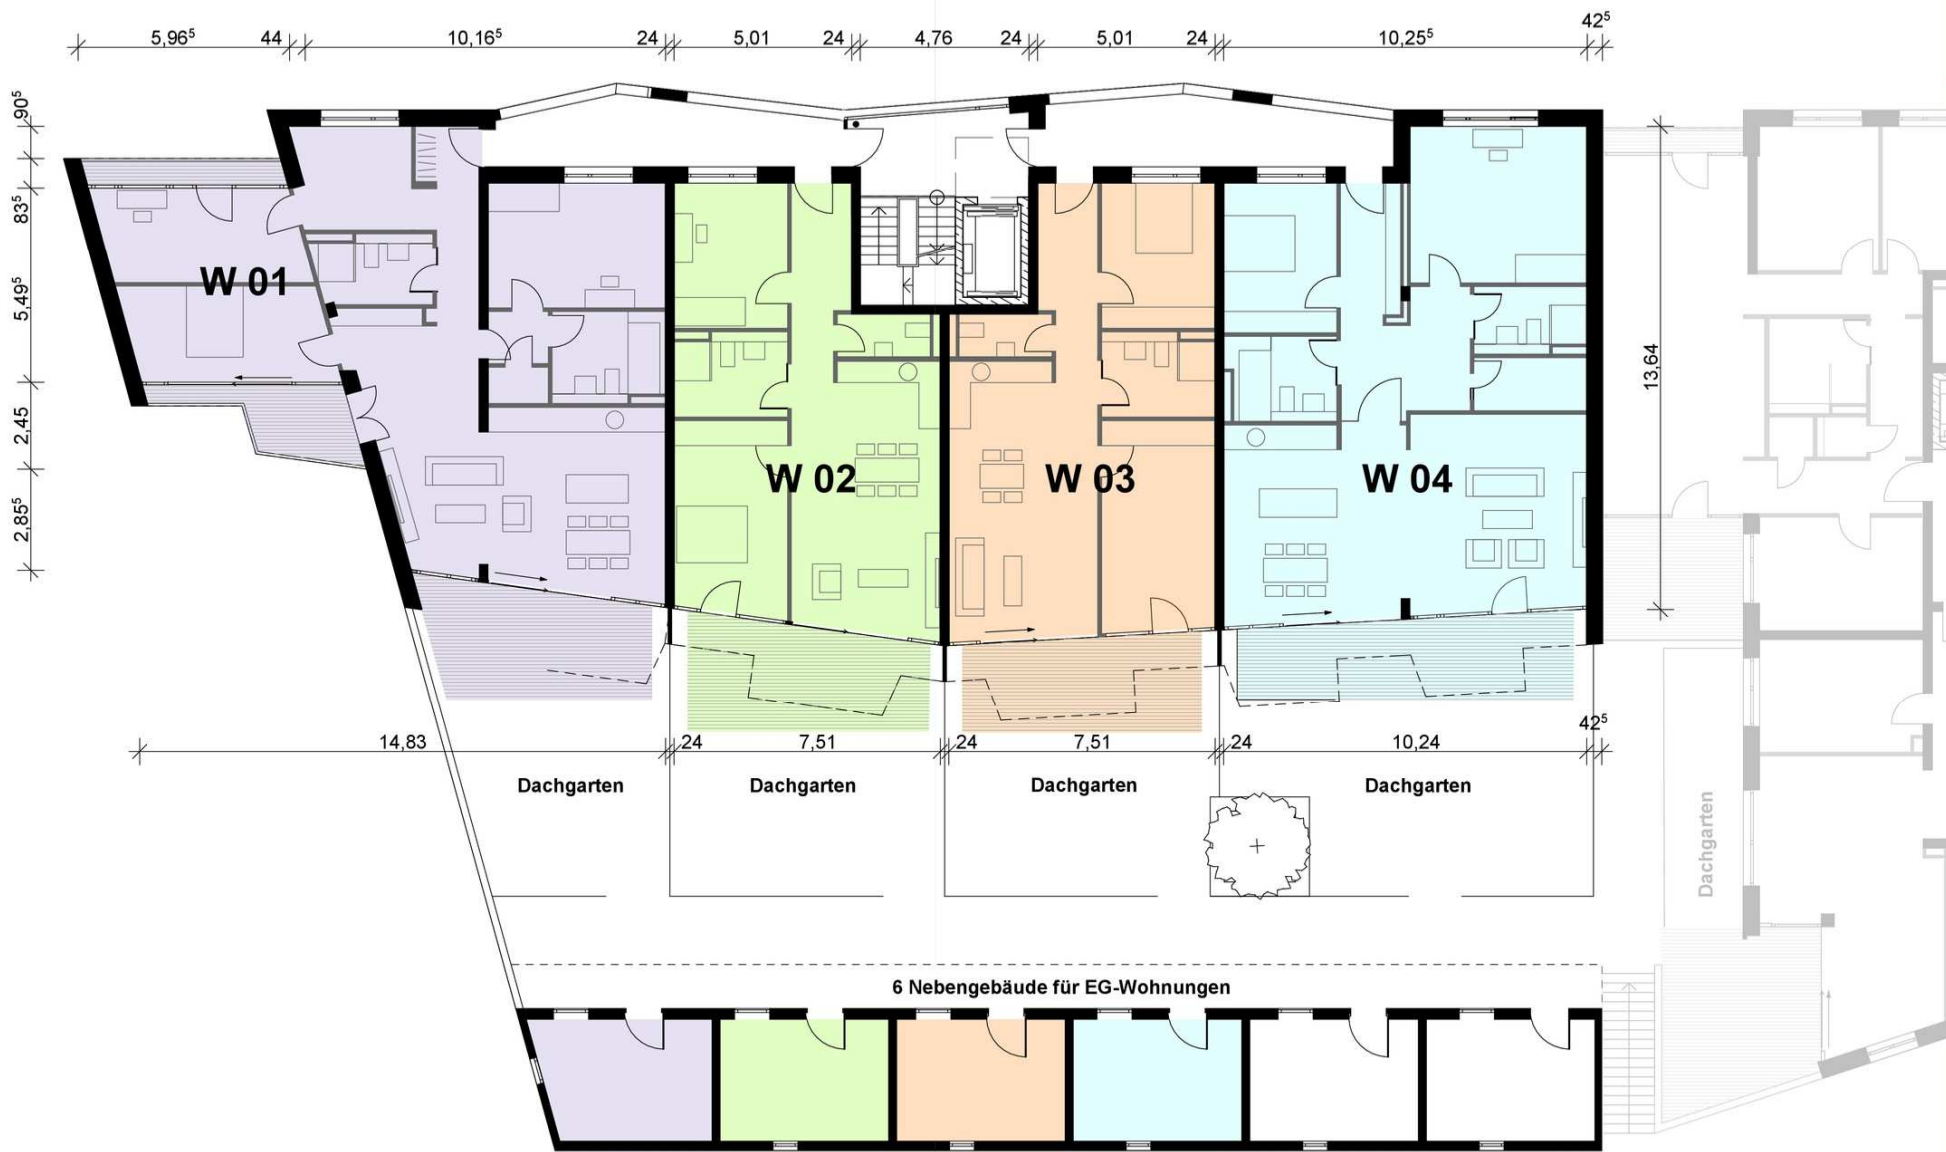 42⁵
5,96⁵ 44 10,16⁵ 24 5,01 24 4,76 24 5,01 24 10,25⁵
90⁵
83⁵
5,49⁵
2,45
2,85⁵
13,64
W 01
W 02
W 03
W 04
42⁵
14,83 24 7,51 24 7,51 24 10,24
Dachgarten Dachgarten Dachgarten Dachgarten
Dachgarten
6 Nebengebäude für EG-Wohnungen